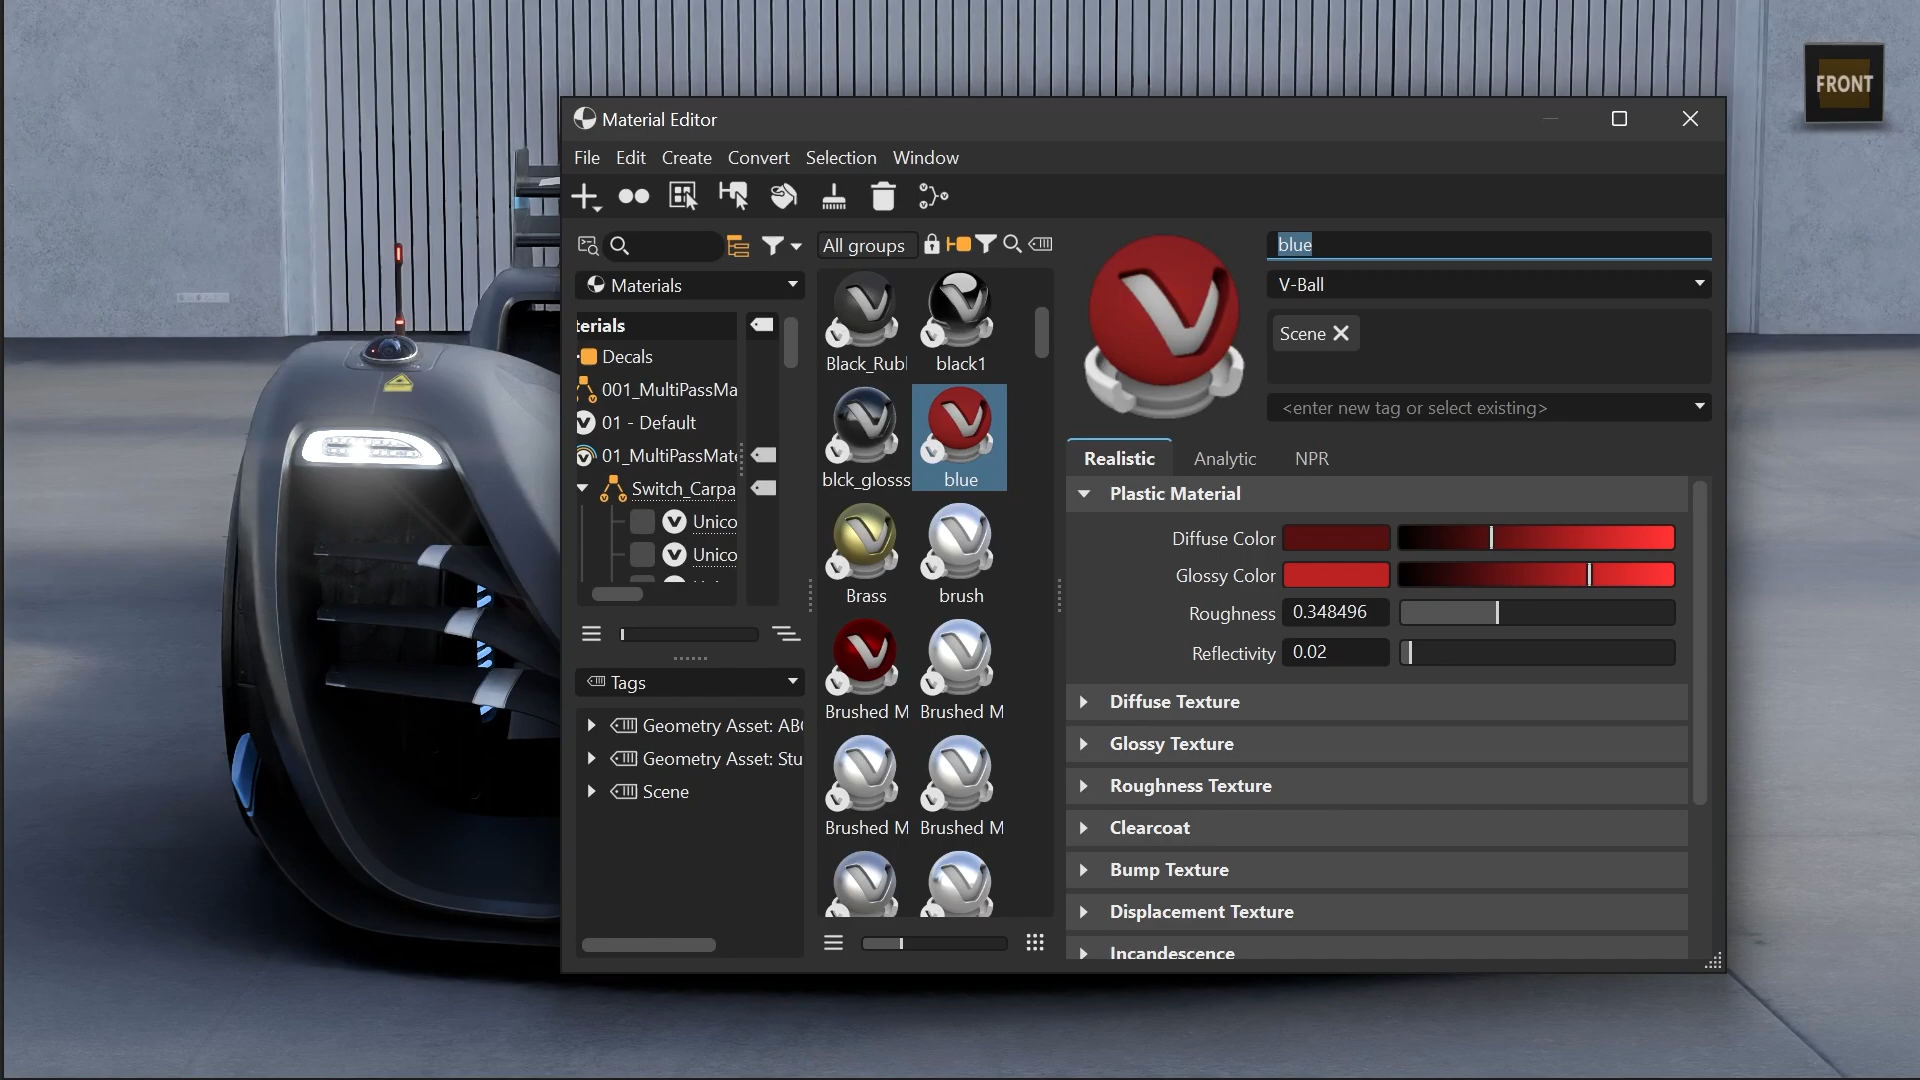 FRONT
Material Editor
File Edit Create Convert Selection Window
All groups
blue
Materials
V-Ball
terials
Decals
001_MultiPassMa
01 - Default
01_MultiPassMate
Switch_Carpa
Unico
Unico
Scene
<enter new tag or select existing>
Black_Rubl
black1
blck_glosss
blue
Brass
brush
Brushed M
Brushed M
Brushed M
Brushed M
Tags
Geometry Asset: ABC
Geometry Asset: Stu
Scene
Realistic Analytic NPR
Plastic Material
Diffuse Color
Glossy Color
Roughness 0.348496
Reflectivity 0.02
Diffuse Texture
Glossy Texture
Roughness Texture
Clearcoat
Bump Texture
Displacement Texture
Incandescence